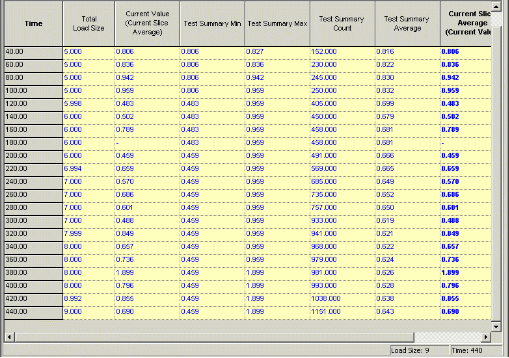 Time Total Load Size Current Value (Current Slice Average) Test Summary Min Test Summary Max Test Summary Count Test Summary Average Current Slice Average (Current Value
40.00 5.000 0.806 0.806 0.827 152.000 0.816 0.806
60.00 5.000 0.836 0.806 0.836 230.000 0.822 0.836
80.00 5.000 0.942 0.806 0.942 245.000 0.830 0.942
100.00 5.000 0.959 0.806 0.959 250.000 0.832 0.959
120.00 5.998 0.483 0.483 0.959 405.000 0.699 0.483
140.00 6.000 0.502 0.483 0.959 450.000 0.679 0.502
160.00 6.000 0.789 0.483 0.959 458.000 0.681 0.789
180.00 6.000 - 0.483 0.959 458.000 0.681 -
200.00 6.000 0.459 0.459 0.959 491.000 0.666 0.459
220.00 6.994 0.659 0.459 0.959 569.000 0.665 0.659
240.00 7.000 0.570 0.459 0.959 685.000 0.649 0.570
260.00 7.000 0.686 0.459 0.959 735.000 0.652 0.686
280.00 7.000 0.601 0.459 0.959 757.000 0.650 0.601
300.00 7.000 0.488 0.459 0.959 933.000 0.619 0.488
320.00 7.999 0.849 0.459 0.959 941.000 0.621 0.849
340.00 8.000 0.657 0.459 0.959 968.000 0.622 0.657
360.00 8.000 0.736 0.459 0.959 979.000 0.624 0.736
380.00 8.000 1.899 0.459 1.899 981.000 0.626 1.899
400.00 8.000 0.796 0.459 1.899 993.000 0.628 0.796
420.00 8.992 0.855 0.459 1.899 1038.000 0.638 0.855
440.00 9.000 0.690 0.459 1.899 1151.000 0.643 0.690
Load Size: 9 Time: 440